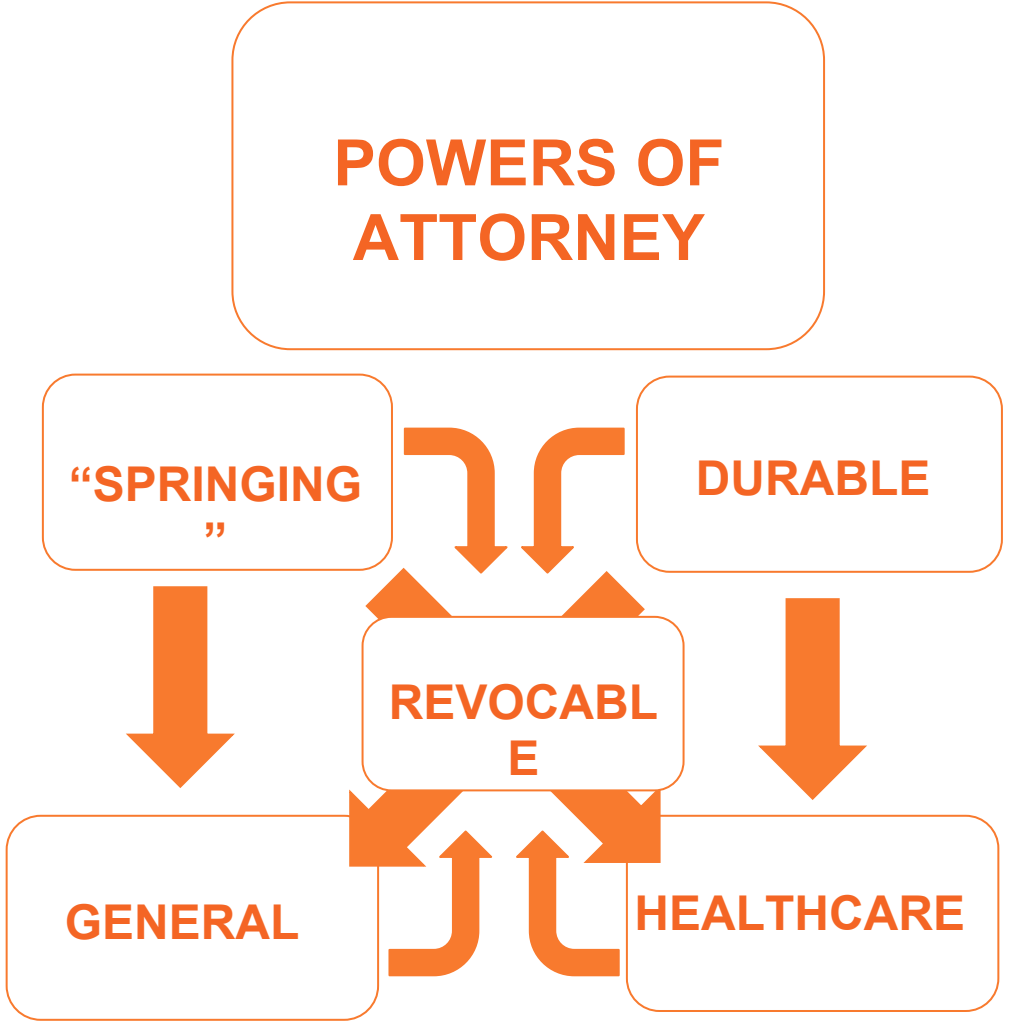 POWERS OF
ATTORNEY
“SPRINGING
”
DURABLE
REVOCABL
E
GENERAL
HEALTHCARE